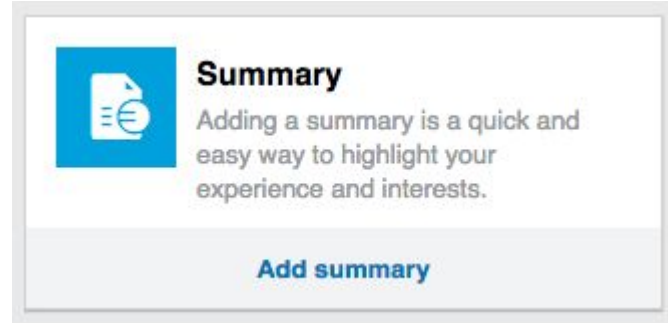 Summary
Adding a summary is a quick and
easy way to highlight your
experience and interests.
Add summary